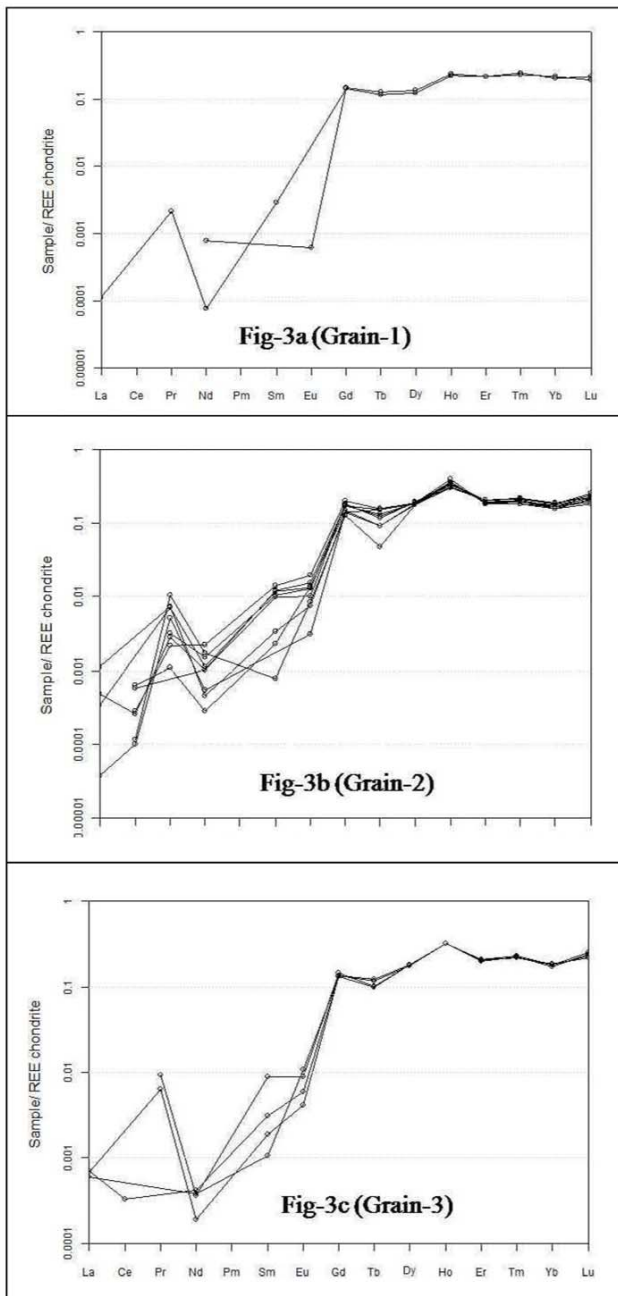 1
0.1
0.01
0.001
0.0001
0.00001
Sample/ REE chondrite
Fig-3a (Grain-1)
La Ce Pr Nd Pm Sm Eu Gd Tb Dy Ho Er Tm Yb Lu
1
0.1
0.01
0.001
0.0001
0.00001
Sample/ REE chondrite
Fig-3b (Grain-2)
La Ce Pr Nd Pm Sm Eu Gd Tb Dy Ho Er Tm Yb Lu
1
0.1
0.01
0.001
0.0001
Sample/ REE chondrite
Fig-3c (Grain-3)
La Ce Pr Nd Pm Sm Eu Gd Tb Dy Ho Er Tm Yb Lu